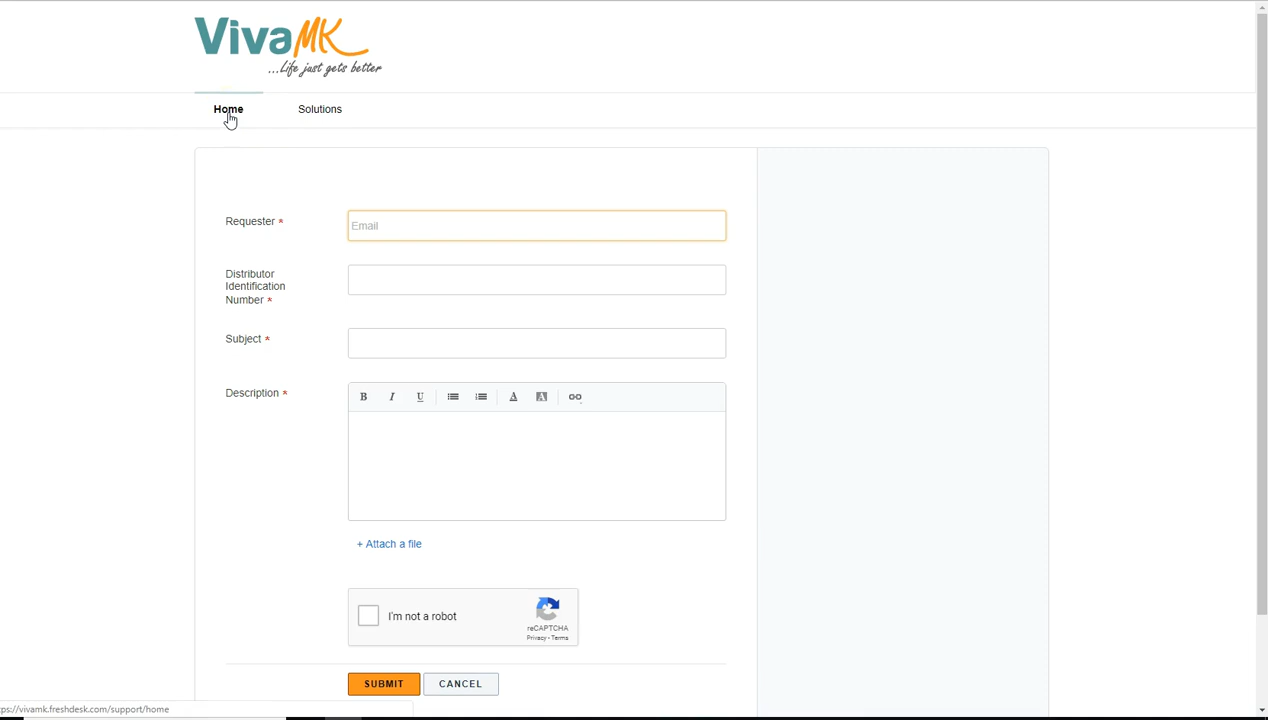 VivaMK
...Life just gets better
Home
Solutions
Requester *
Email
Distributor
Identification
Number *
Subject *
Description *
B I U A A
+ Attach a file
I'm not a robot
reCAPTCHA
Privacy - Terms
SUBMIT
CANCEL
ps://vivamk.freshdesk.com/support/home